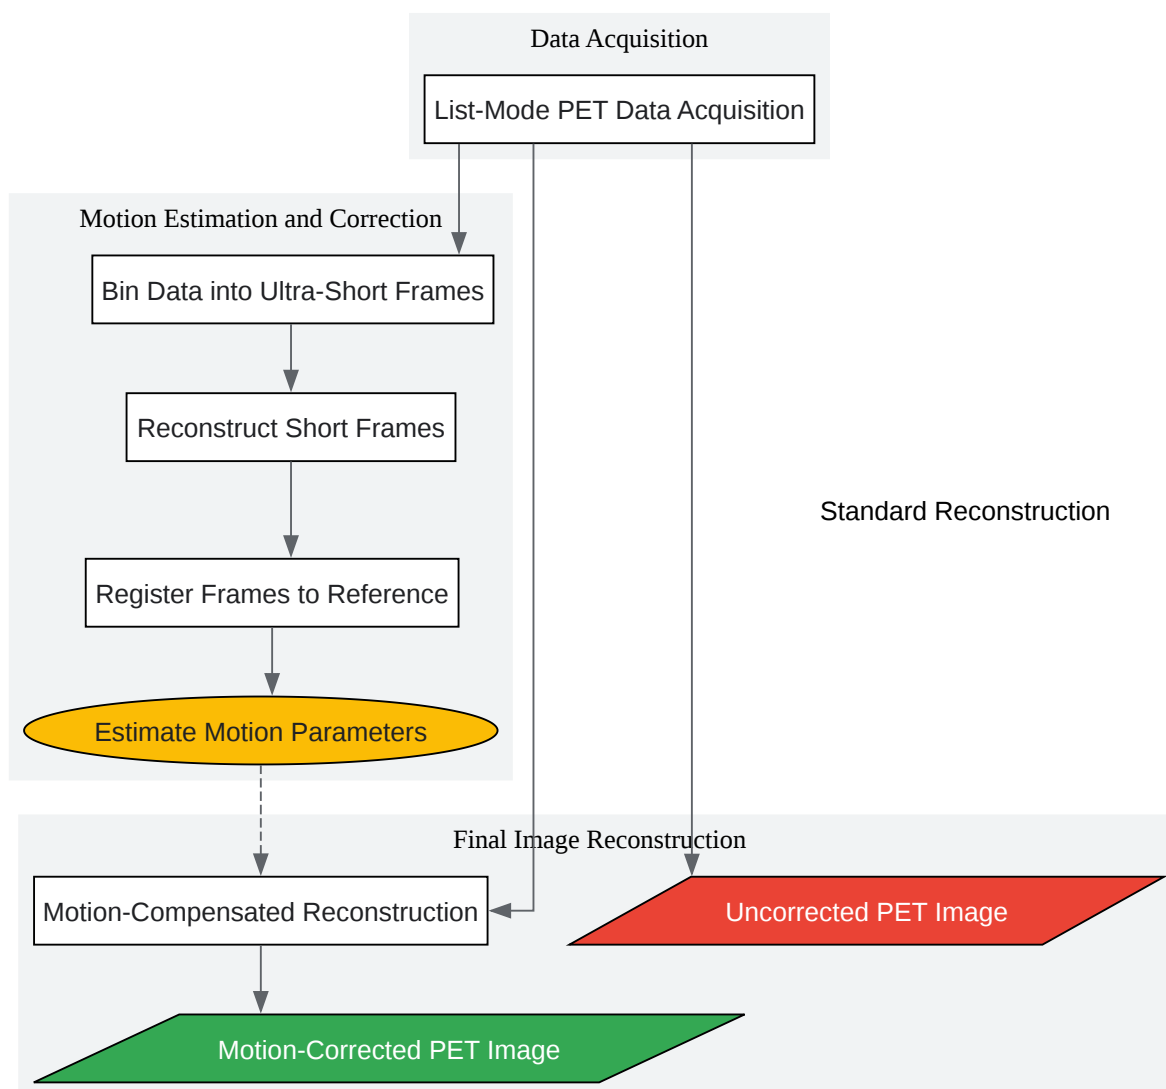 Data Acquisition
List-Mode PET Data Acquisition
Motion Estimation and Correction
Bin Data into Ultra-Short Frames
Reconstruct Short Frames
Standard Reconstruction
Register Frames to Reference
Estimate Motion Parameters
Final Image Reconstruction
Motion-Compensated Reconstruction
Uncorrected PET Image
Motion-Corrected PET Image